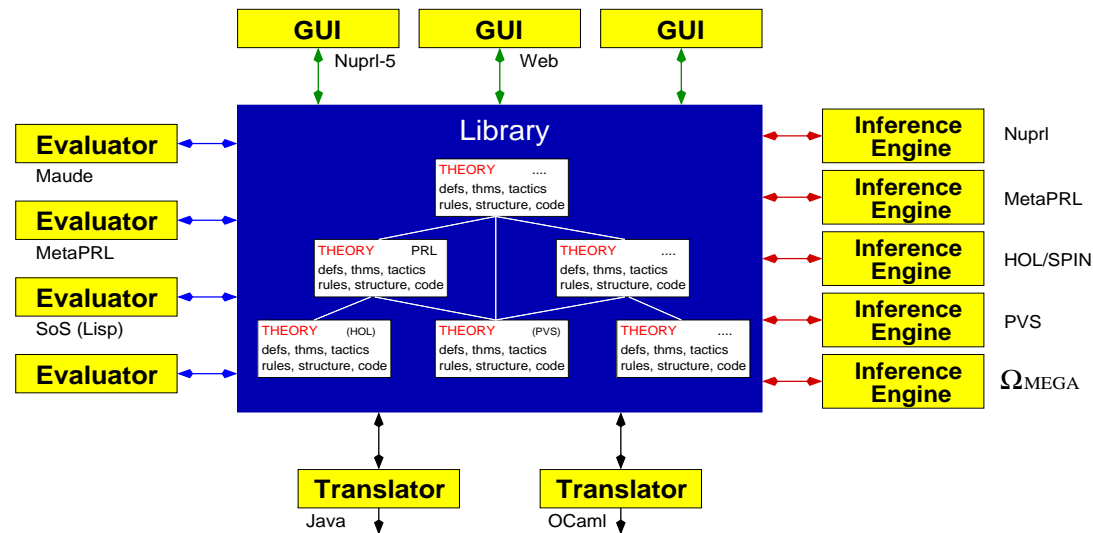 GUI GUI GUI
Nuprl-5 Web
Library
Evaluator
Maude
Evaluator
MetaPRL
Evaluator
SoS (Lisp)
Evaluator
THEORY ....
defs, thms, tactics
rules, structure, code
THEORY PRL
defs, thms, tactics
rules, structure, code
THEORY ....
defs, thms, tactics
rules, structure, code
THEORY (HOL)
defs, thms, tactics
rules, structure, code
THEORY (PVS)
defs, thms, tactics
rules, structure, code
THEORY ....
defs, thms, tactics
rules, structure, code
Inference
Engine
Nuprl
Inference
Engine
MetaPRL
Inference
Engine
HOL/SPIN
Inference
Engine
PVS
Inference
Engine
ΩMEGA
Translator
Java
Translator
OCaml